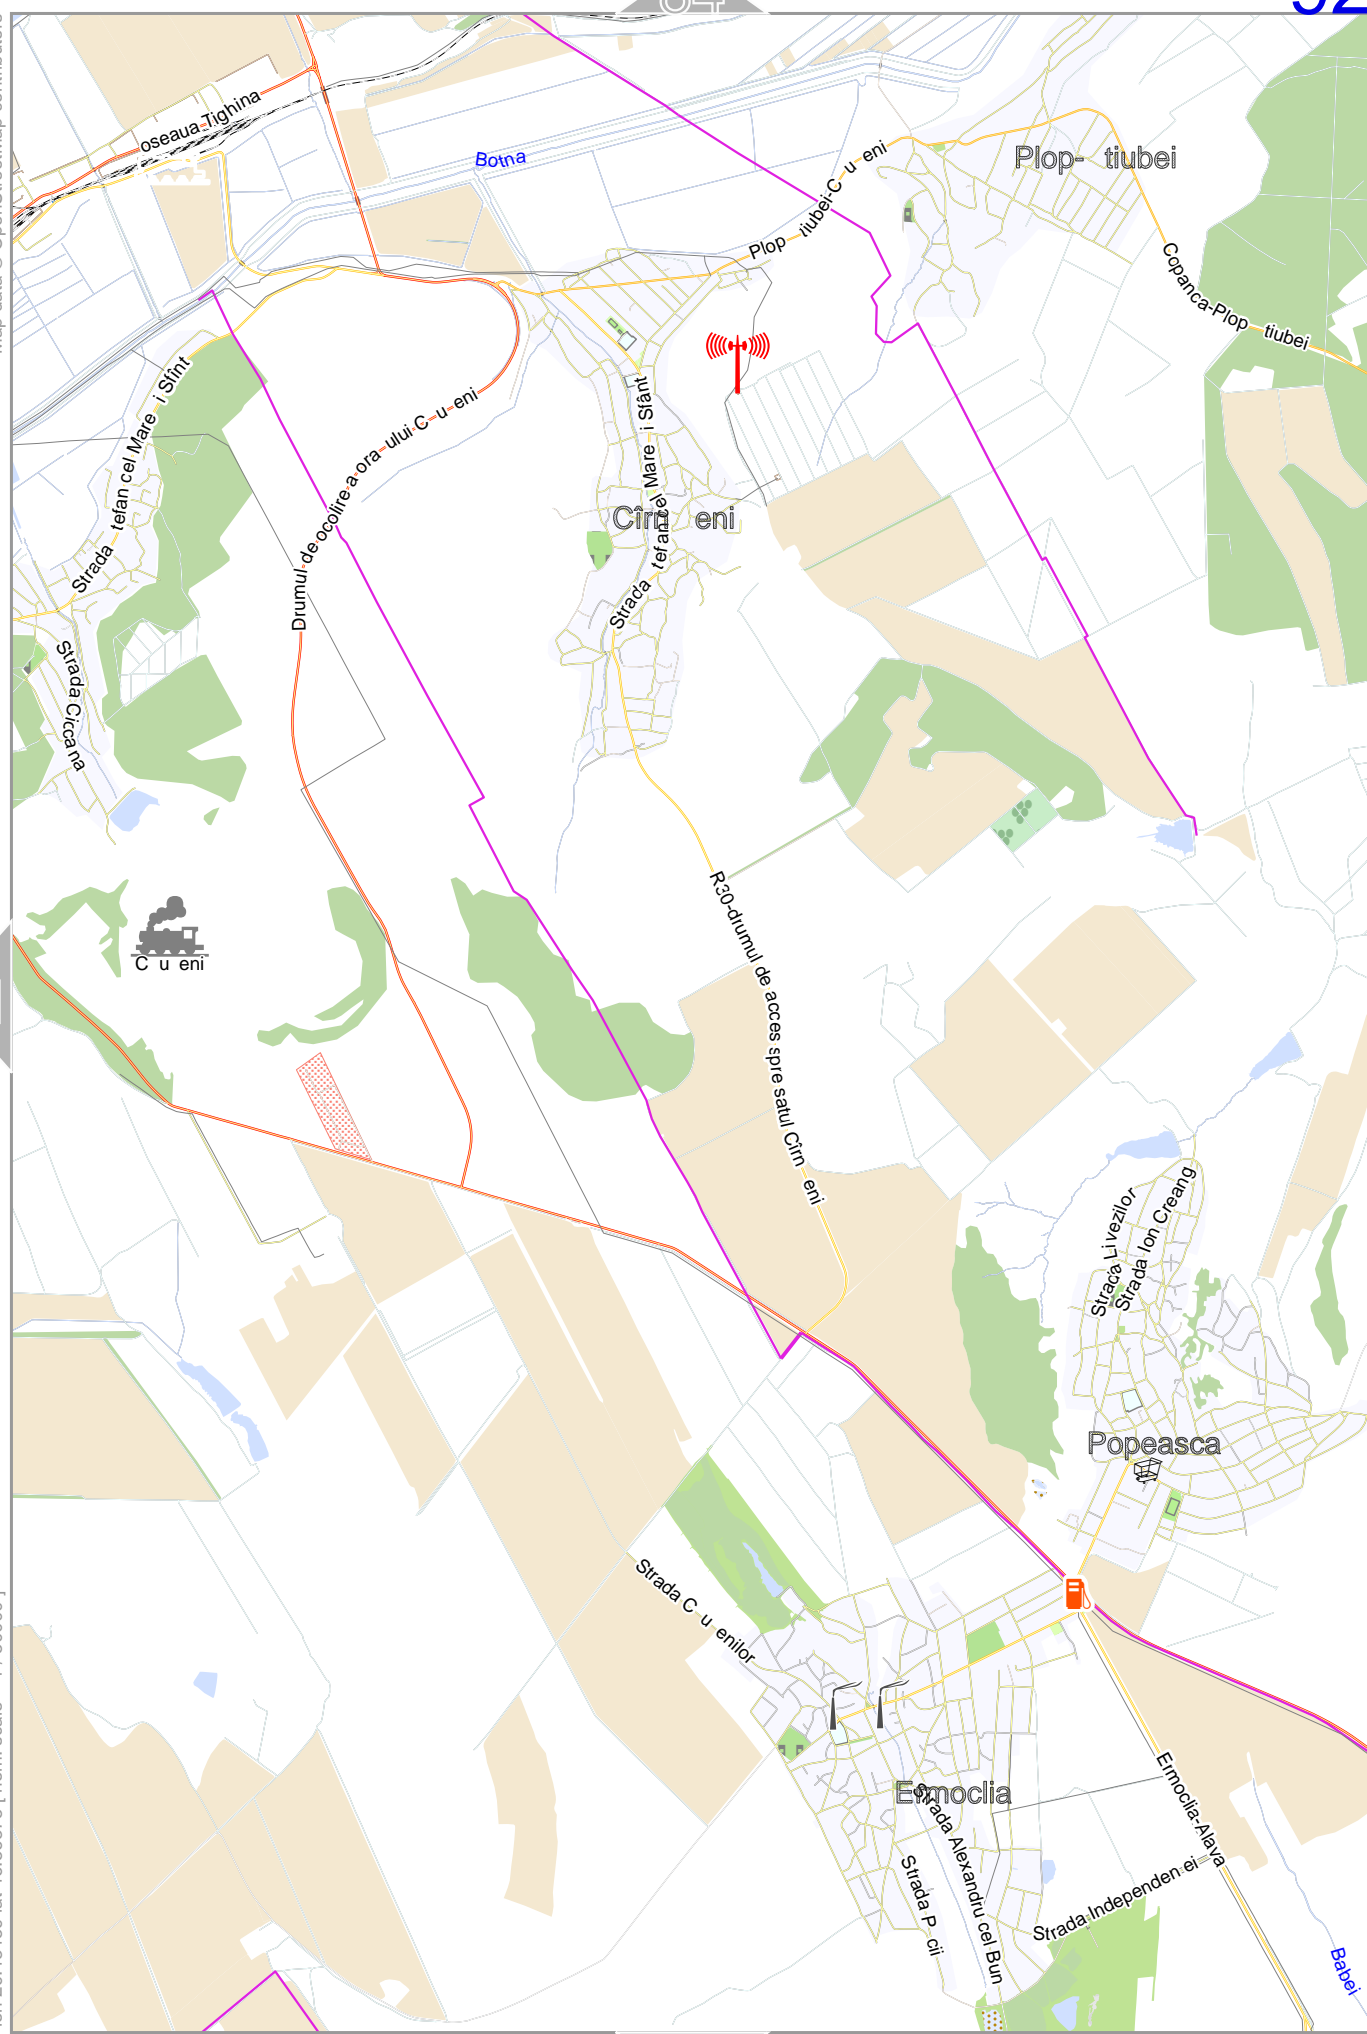 oseaua Tighina
Botna
Plop tiubei-C u eni
Plop- tiubei
Copanca-Plop tiubei
Strada tefan cel Mare i Sfînt
Drumul de ocolire a ora ului C u eni
Strada tefan cel Mare i Sfânt
Cîrn eni
Strada Ciccana
C u eni
R30-drumul de acces spre satul Cîrn eni
Strada Livezilor
Strada Ion Creang
Popeasca
Strada C u enilor
Ermoclia
Strada Alexandru cel Bun
Strada P cii
Strada Independen ei
Ermoclia-Alava
Babei